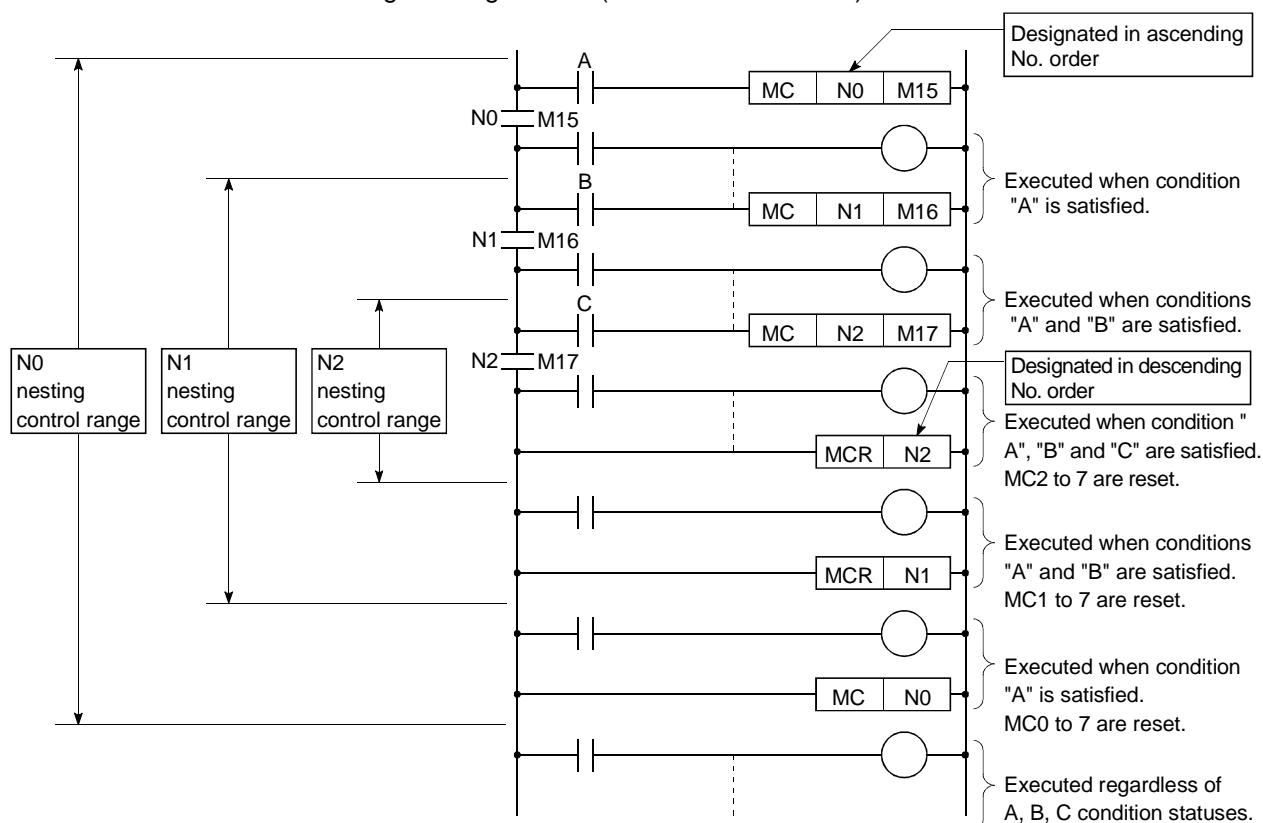 Designated in ascending
No. order
A
MC N0 M15
N0 M15
B
MC N1 M16
Executed when condition
"A" is satisfied.
N1 M16
C
MC N2 M17
Executed when conditions
"A" and "B" are satisfied.
N2 M17
N0
nesting
control range
N1
nesting
control range
N2
nesting
control range
Designated in descending
No. order
MCR N2
Executed when condition "
A", "B" and "C" are satisfied.
MC2 to 7 are reset.
MCR N1
Executed when conditions
"A" and "B" are satisfied.
MC1 to 7 are reset.
MC N0
Executed when condition
"A" is satisfied.
MC0 to 7 are reset.
Executed regardless of
A, B, C condition statuses.